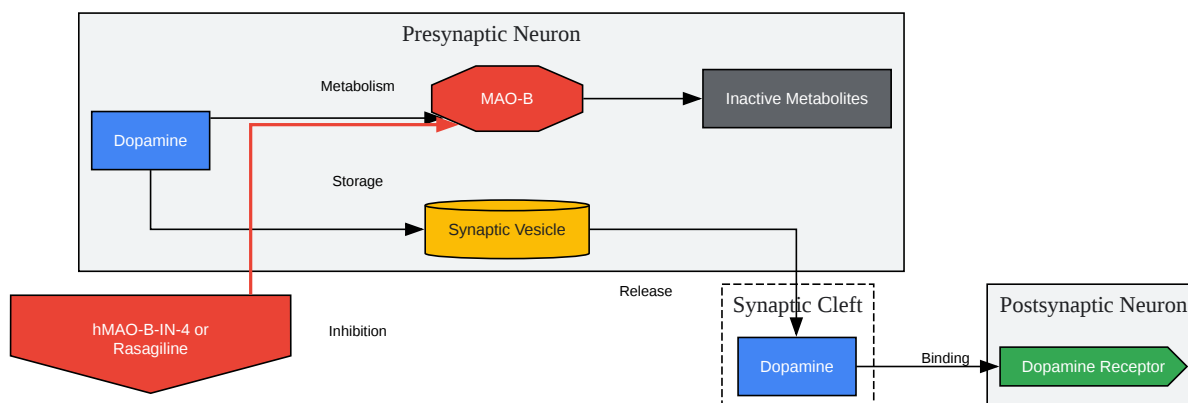 Presynaptic Neuron
Metabolism
MAO-B
Inactive Metabolites
Dopamine
Storage
Synaptic Vesicle
Release
hMAO-B-IN-4 or
Rasagiline
Inhibition
Synaptic Cleft
Dopamine
Binding
Postsynaptic Neuron
Dopamine Receptor